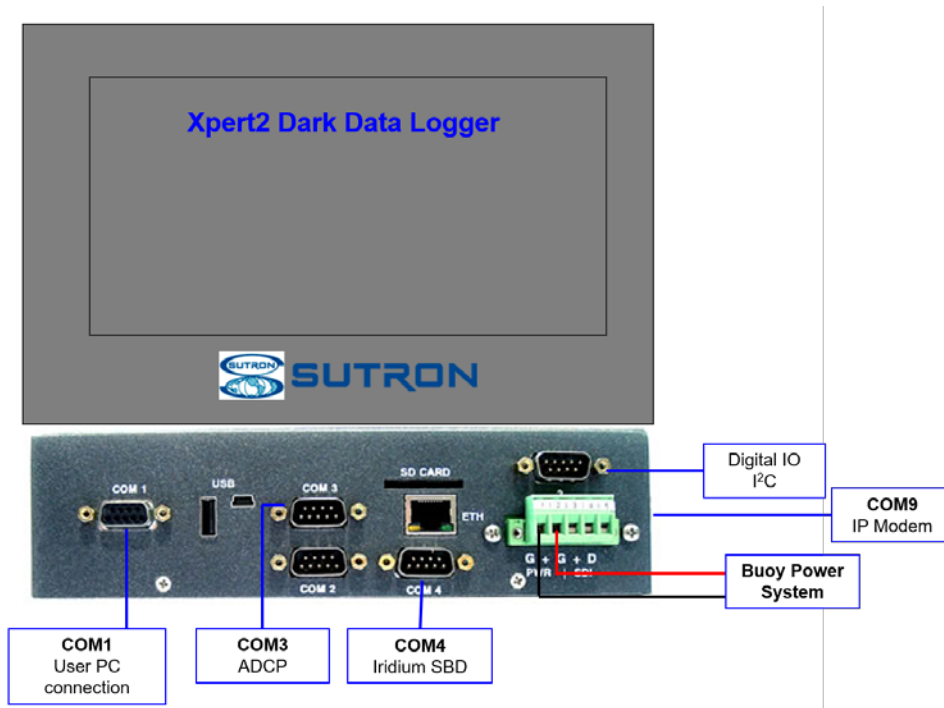 Xpert2 Dark Data Logger
SUTRON
SUTRON
COM 1
USB
COM 3
SD CARD
ETH
COM 2
COM 4
G + G + D
PWR
SDI
Digital IO
I²C
COM9
IP Modem
Buoy Power
System
COM1
User PC
connection
COM3
ADCP
COM4
Iridium SBD